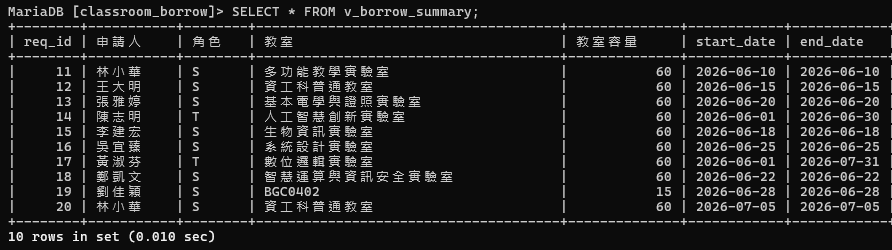 MariaDB [classroom_borrow]> SELECT * FROM v_borrow_summary;
| req_id | 申請人 | 角色 | 教室 | 教室容量 | start_date | end_date
| 11 | 林小華 | S | 多功能教學實驗室 | 60 | 2026-06-10 | 2026-06-10
| 12 | 王大明 | S | 資工科普通教室 | 60 | 2026-06-15 | 2026-06-15
| 13 | 張雅婷 | S | 基本電學與證照實驗室 | 60 | 2026-06-20 | 2026-06-20
| 14 | 陳志明 | T | 人工智慧創新實驗室 | 60 | 2026-06-01 | 2026-06-30
| 15 | 李建宏 | S | 生物資訊實驗室 | 60 | 2026-06-18 | 2026-06-18
| 16 | 吳宜臻 | S | 系統設計實驗室 | 60 | 2026-06-25 | 2026-06-25
| 17 | 黃淑芬 | T | 數位邏輯實驗室 | 60 | 2026-06-01 | 2026-07-31
| 18 | 鄭凱文 | S | 智慧運算與資訊安全實驗室 | 60 | 2026-06-22 | 2026-06-22
| 19 | 劉佳穎 | S | BGC0402 | 15 | 2026-06-28 | 2026-06-28
| 20 | 林小華 | S | 資工科普通教室 | 60 | 2026-07-05 | 2026-07-05
10 rows in set (0.010 sec)